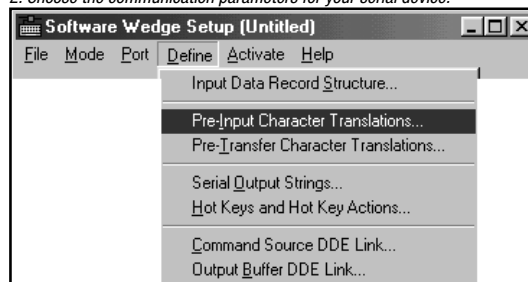 2. Choose the communication parameters for your serial device.
Software Wedge Setup (Untitled)
File Mode Port Define Activate Help
Input Data Record Structure...
Pre-Input Character Translations...
Pre-Transfer Character Translations...
Serial Output Strings...
Hot Keys and Hot Key Actions...
Command Source DDE Link...
Output Buffer DDE Link...